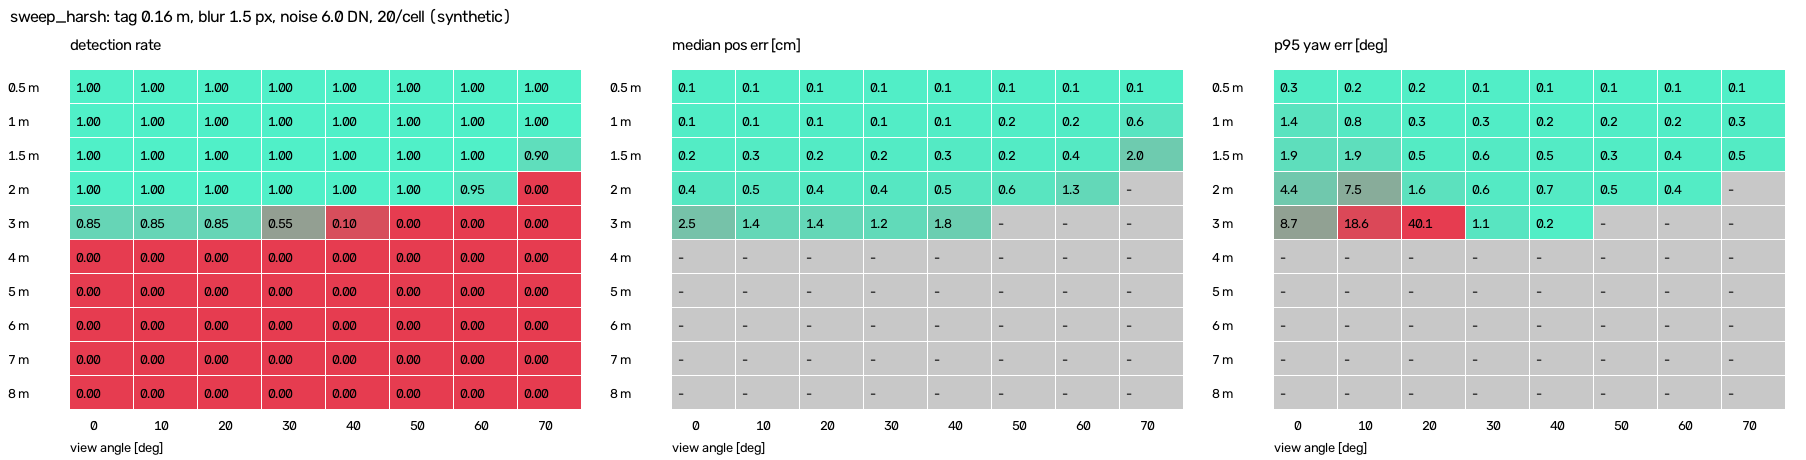 sweep_harsh: tag 0.16 m, blur 1.5 px, noise 6.0 DN, 20/cell (synthetic)
detection rate
0.5 m 1.00 1.00 1.00 1.00 1.00 1.00 1.00 1.00
1 m 1.00 1.00 1.00 1.00 1.00 1.00 1.00 1.00
1.5 m 1.00 1.00 1.00 1.00 1.00 1.00 1.00 0.90
2 m 1.00 1.00 1.00 1.00 1.00 1.00 0.95 0.00
3 m 0.85 0.85 0.85 0.55 0.10 0.00 0.00 0.00
4 m 0.00 0.00 0.00 0.00 0.00 0.00 0.00 0.00
5 m 0.00 0.00 0.00 0.00 0.00 0.00 0.00 0.00
6 m 0.00 0.00 0.00 0.00 0.00 0.00 0.00 0.00
7 m 0.00 0.00 0.00 0.00 0.00 0.00 0.00 0.00
8 m 0.00 0.00 0.00 0.00 0.00 0.00 0.00 0.00
0 10 20 30 40 50 60 70
view angle [deg]
median pos err [cm]
0.5 m 0.1 0.1 0.1 0.1 0.1 0.1 0.1 0.1
1 m 0.1 0.1 0.1 0.1 0.1 0.2 0.2 0.6
1.5 m 0.2 0.3 0.2 0.2 0.3 0.2 0.4 2.0
2 m 0.4 0.5 0.4 0.4 0.5 0.6 1.3 -
3 m 2.5 1.4 1.4 1.2 1.8 - - -
4 m - - - - - - - -
5 m - - - - - - - -
6 m - - - - - - - -
7 m - - - - - - - -
8 m - - - - - - - -
0 10 20 30 40 50 60 70
view angle [deg]
p95 yaw err [deg]
0.5 m 0.3 0.2 0.2 0.1 0.1 0.1 0.1 0.1
1 m 1.4 0.8 0.3 0.3 0.2 0.2 0.2 0.3
1.5 m 1.9 1.9 0.5 0.6 0.5 0.3 0.4 0.5
2 m 4.4 7.5 1.6 0.6 0.7 0.5 0.4 -
3 m 8.7 18.6 40.1 1.1 0.2 - - -
4 m - - - - - - - -
5 m - - - - - - - -
6 m - - - - - - - -
7 m - - - - - - - -
8 m - - - - - - - -
0 10 20 30 40 50 60 70
view angle [deg]